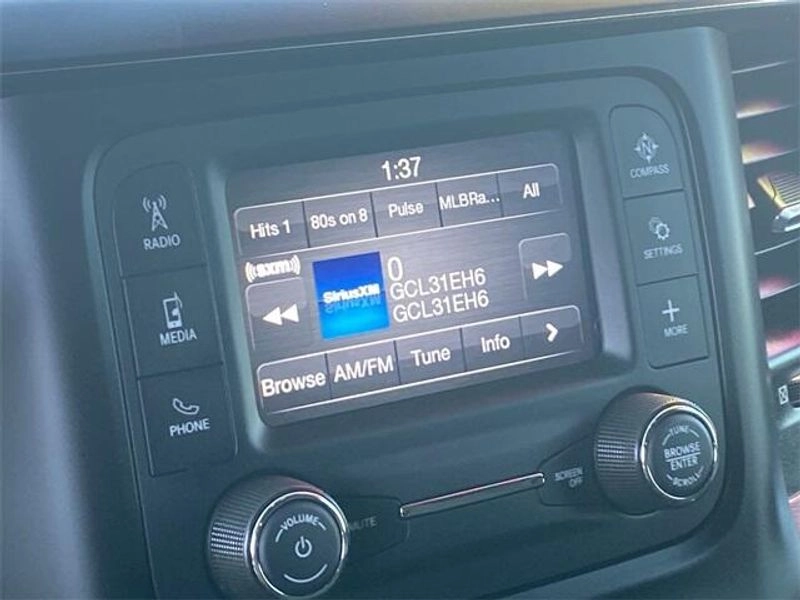 1:37
Hits 1 80s on 8 Pulse MLBRa... All
((sxm))
SiriusXM
0
GCL31EH6
GCL31EH6
Browse AM/FM Tune Info
RADIO
MEDIA
PHONE
N
COMPASS
SETTINGS
MORE
VOLUME
MUTE
SCREEN
OFF
TUNE
BROWSE
ENTER
SCROLL